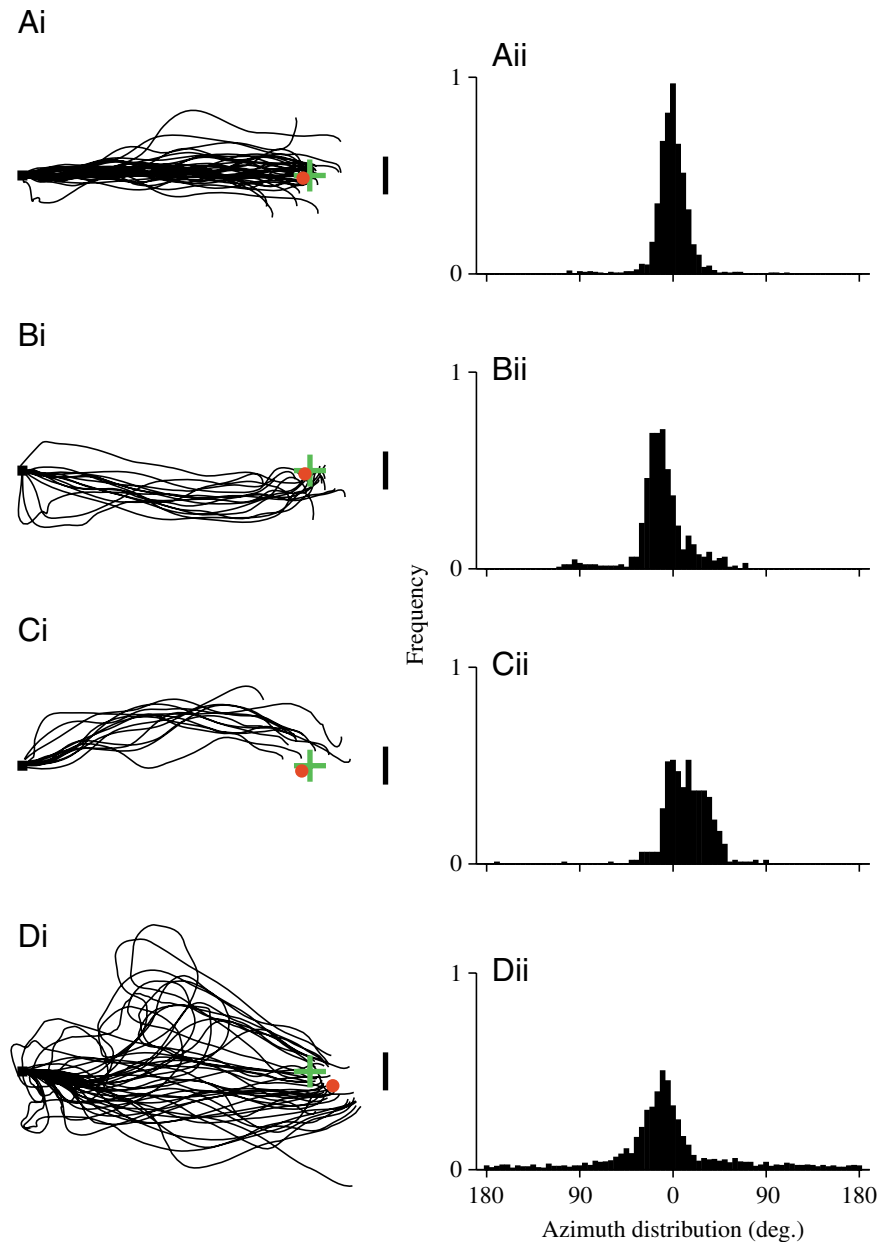 Ai
Aii
1
0
Bi
Bii
1
0
Frequency
Ci
Cii
1
0
Di
Dii
1
0
180 90 0 90 180
Azimuth distribution (deg.)